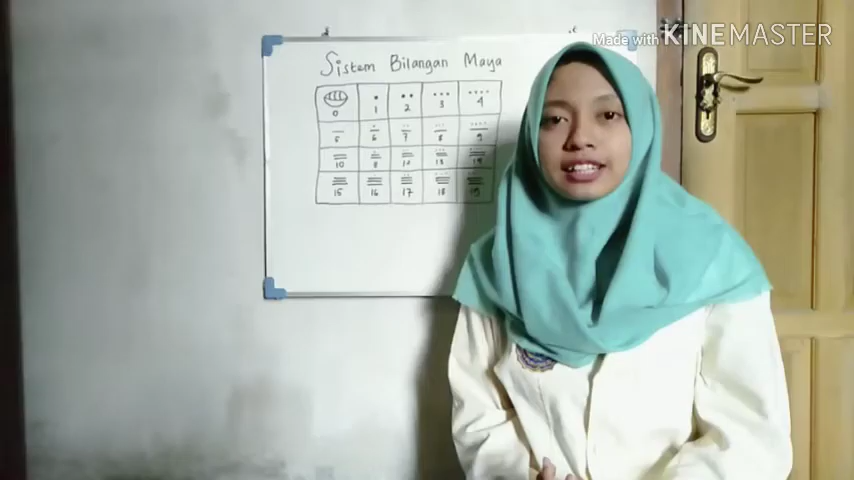 Made with KINEMASTER
Sistem Bilangan Maya
0 1 2 3 4
5 6 7 8 9
10 11 12 13 14
15 16 17 18 19